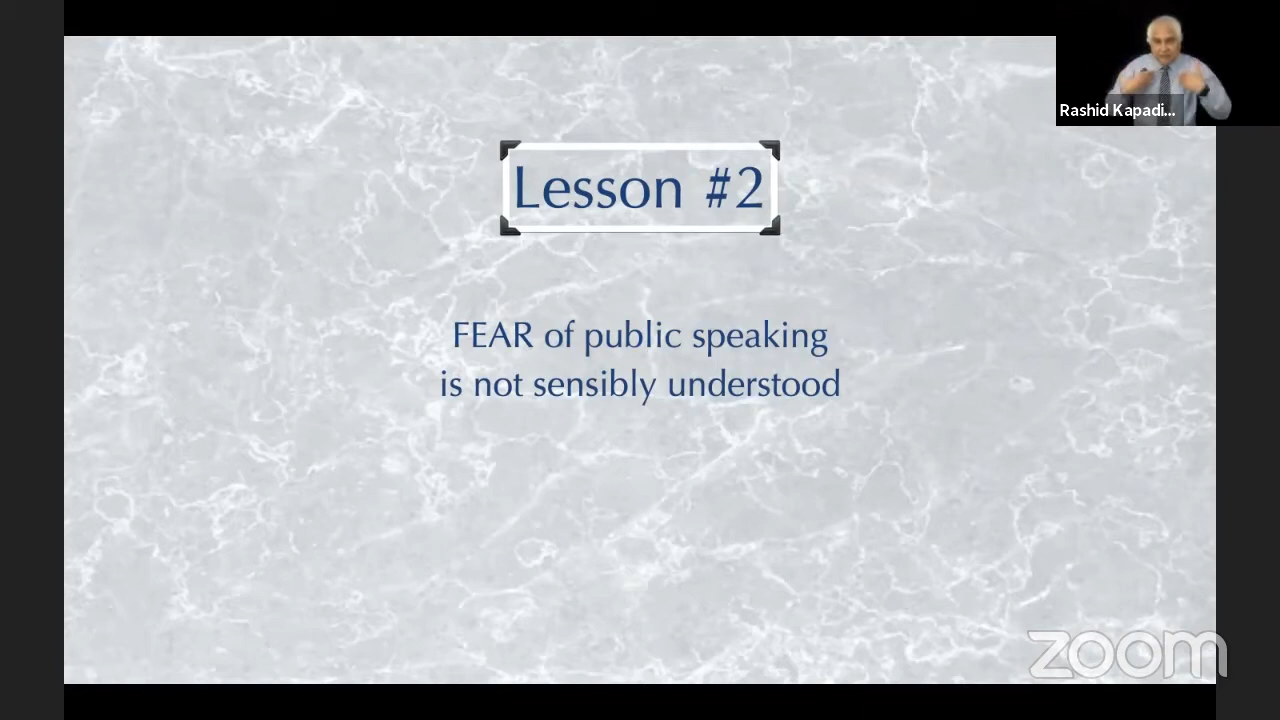 Rashid Kapadi...
Lesson #2
FEAR of public speaking
is not sensibly understood
zoom